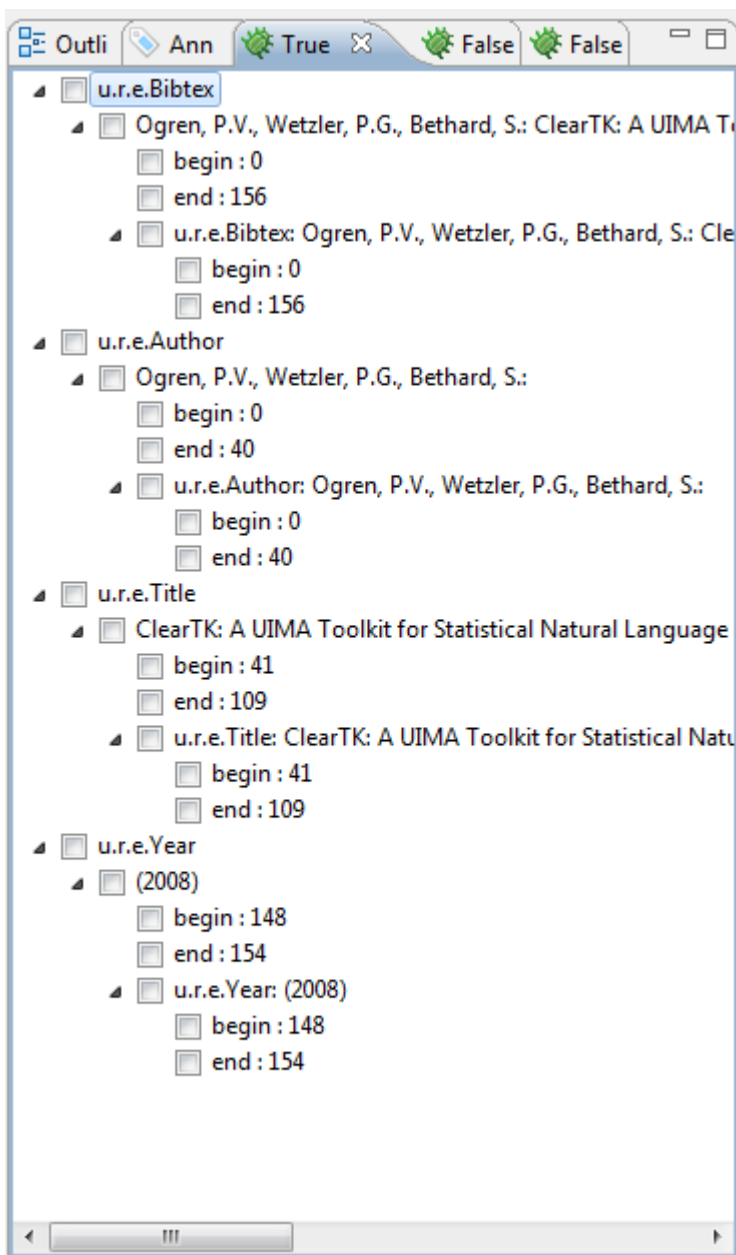 Outli Ann True False False
u.r.e.Bibtex
Ogren, P.V., Wetzler, P.G., Bethard, S.: ClearTK: A UIMA
begin : 0
end : 156
u.r.e.Bibtex: Ogren, P.V., Wetzler, P.G., Bethard, S.: Cle
begin : 0
end : 156
u.r.e.Author
Ogren, P.V., Wetzler, P.G., Bethard, S.:
begin : 0
end : 40
u.r.e.Author: Ogren, P.V., Wetzler, P.G., Bethard, S.:
begin : 0
end : 40
u.r.e.Title
ClearTK: A UIMA Toolkit for Statistical Natural Language
begin : 41
end : 109
u.r.e.Title: ClearTK: A UIMA Toolkit for Statistical Natu
begin : 41
end : 109
u.r.e.Year
(2008)
begin : 148
end : 154
u.r.e.Year: (2008)
begin : 148
end : 154